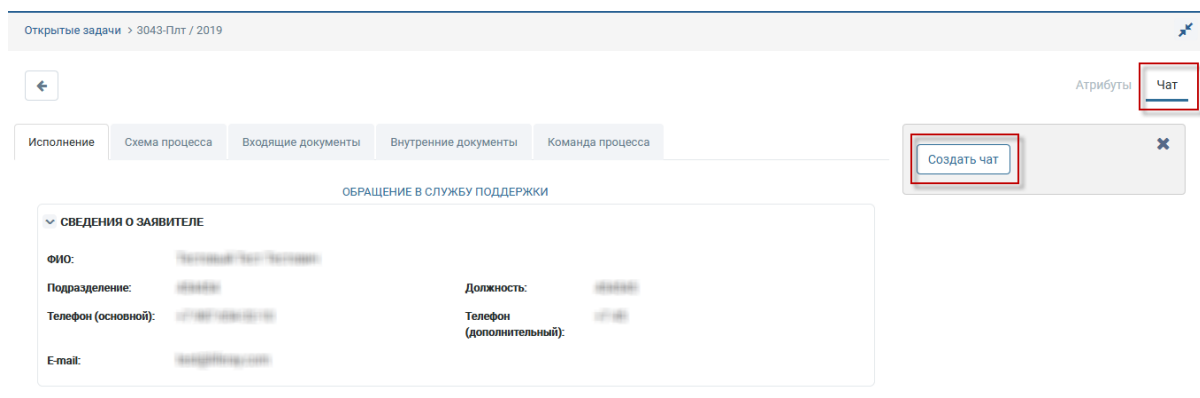 Открытые задачи > 3043-Плт / 2019
Атрибуты Чат
Исполнение Схема процесса Входящие документы Внутренние документы Команда процесса
Создать чат
ОБРАЩЕНИЕ В СЛУЖБУ ПОДДЕРЖКИ
СВЕДЕНИЯ О ЗАЯВИТЕЛЕ
ФИО:
Подразделение: Должность:
Телефон (основной): Телефон
(дополнительный):
E-mail: